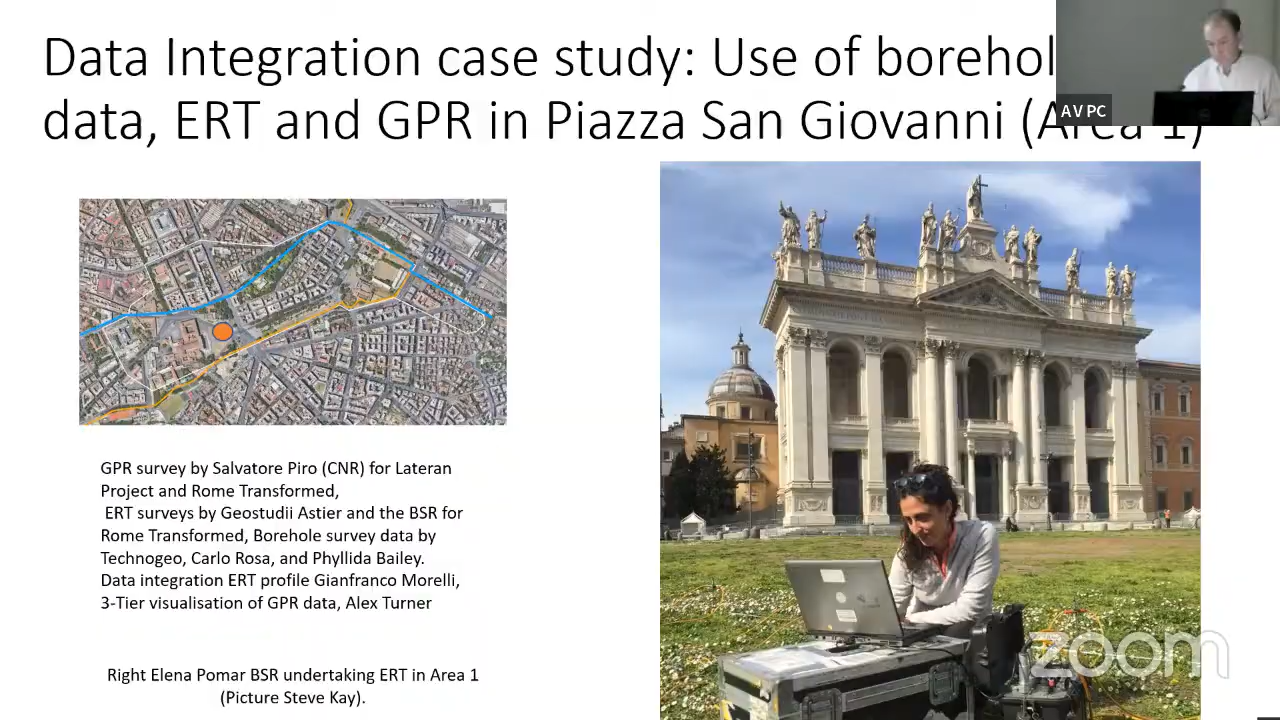 Data Integration case study: Use of borehol
data, ERT and GPR in Piazza San Giovanni (Area 1)
AV PC
GPR survey by Salvatore Piro (CNR) for Lateran
Project and Rome Transformed,
ERT surveys by Geostudii Astier and the BSR for
Rome Transformed, Borehole survey data by
Technogeo, Carlo Rosa, and Phyllida Bailey.
Data integration ERT profile Gianfranco Morelli,
3-Tier visualisation of GPR data, Alex Turner
Right Elena Pomar BSR undertaking ERT in Area 1
(Picture Steve Kay).
zoom